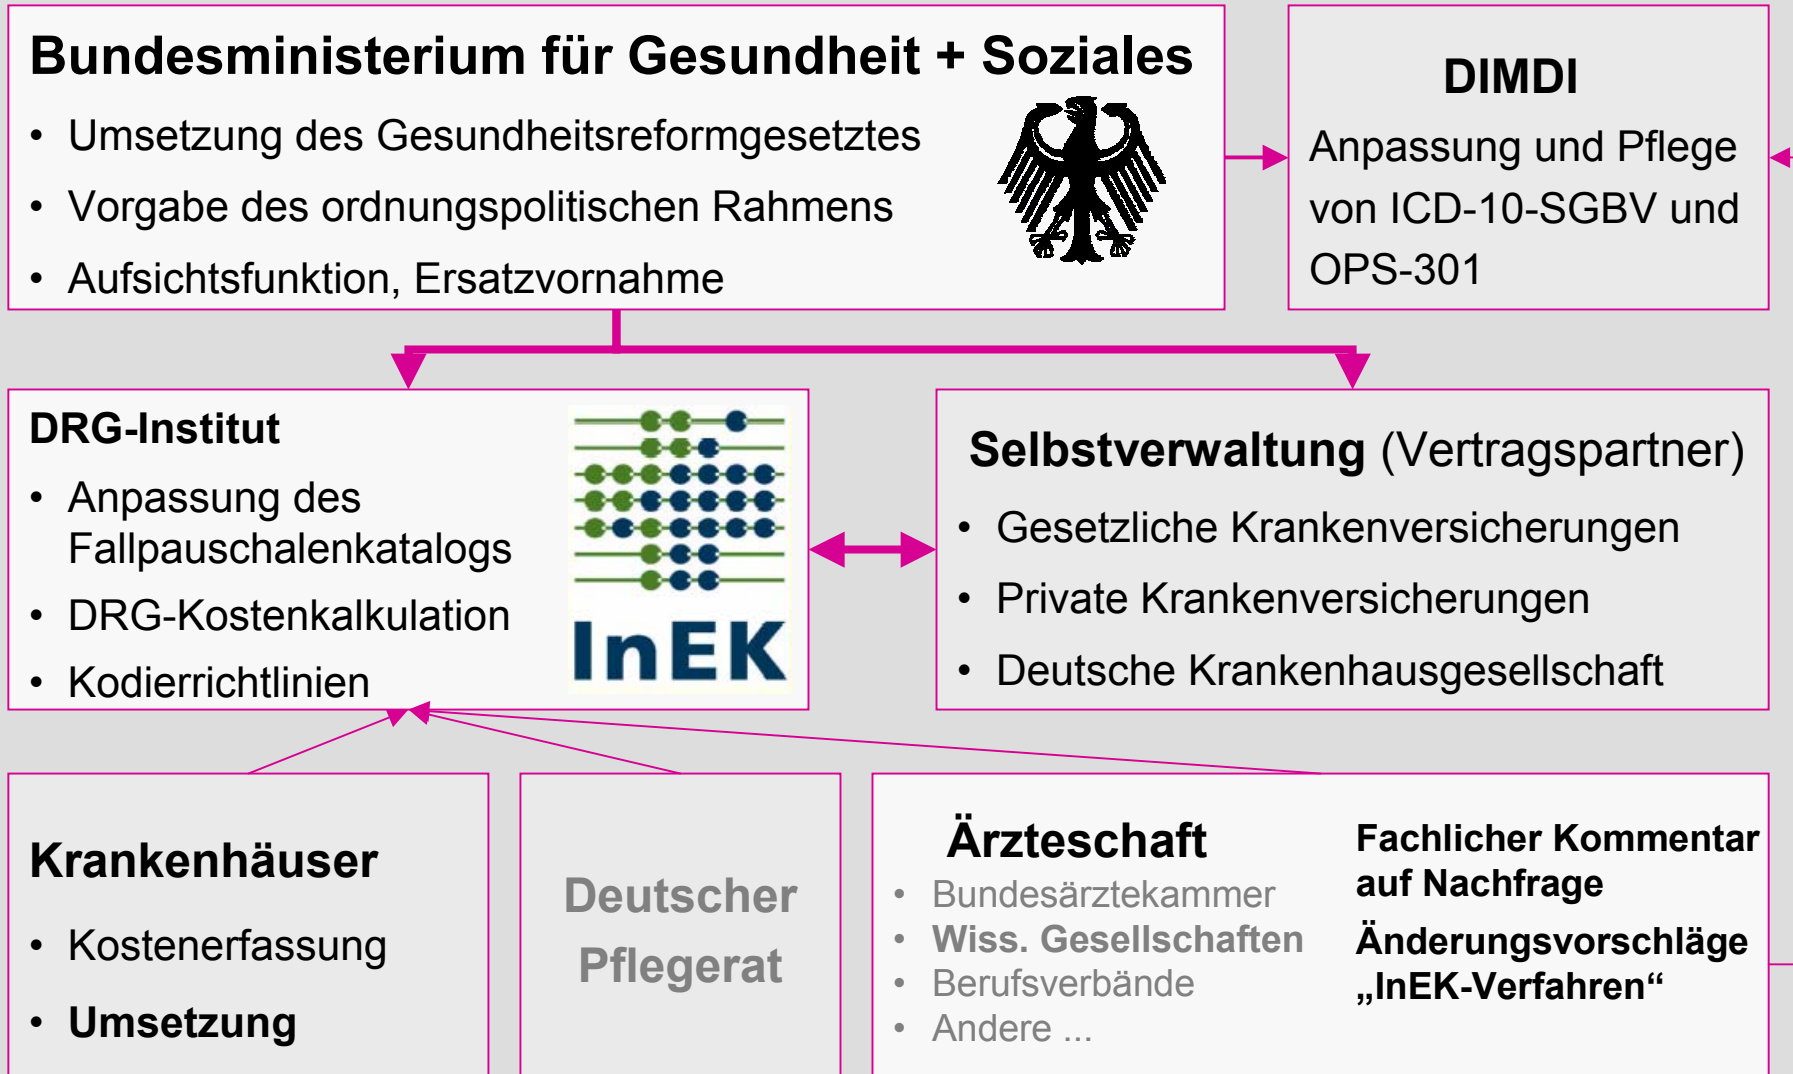 Bundesministerium für Gesundheit + Soziales
• Umsetzung des Gesundheitsreformgesetztes
• Vorgabe des ordnungspolitischen Rahmens
• Aufsichtsfunktion, Ersatzvornahme
DIMDI
Anpassung und Pflege
von ICD-10-SGBV und
OPS-301
DRG-Institut
• Anpassung des
Fallpauschalenkatalogs
• DRG-Kostenkalkulation
• Kodierrichtlinien
InEK
Selbstverwaltung (Vertragspartner)
• Gesetzliche Krankenversicherungen
• Private Krankenversicherungen
• Deutsche Krankenhausgesellschaft
Krankenhäuser
• Kostenerfassung
• Umsetzung
Deutscher
Pflegerat
Ärzteschaft
• Bundesärztekammer
• Wiss. Gesellschaften
• Berufsverbände
• Andere ...
Fachlicher Kommentar
auf Nachfrage
Änderungsvorschläge
„InEK-Verfahren“